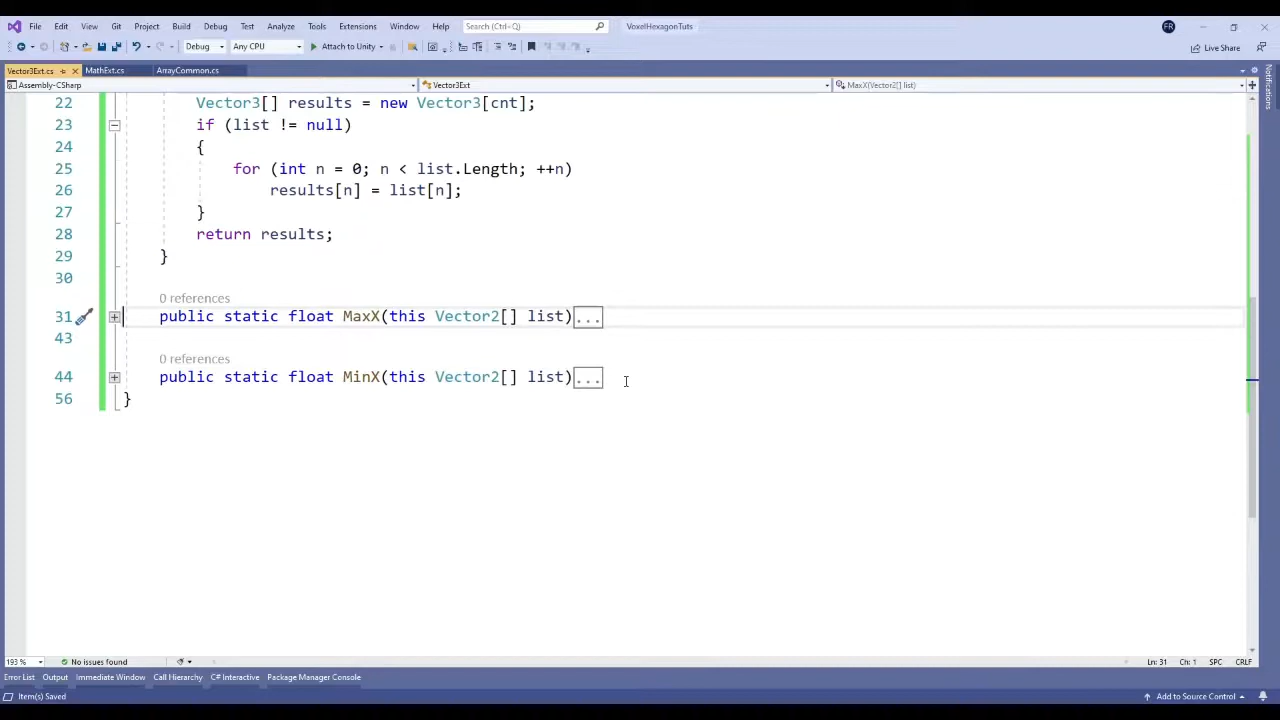 File Edit View Git Project Build Debug Test Analyze Tools Extensions Window Help Search (Ctrl+Q) VoxelHexagonTuts FR
Debug Any CPU Attach to Unity Live Share
Vector3Ext.cs MathExt.cs ArrayCommon.cs
Assembly-CSharp Vector3Ext MaxX(Vector2[] list)
22 Vector3[] results = new Vector3[cnt];
23 if (list != null)
24 {
25 for (int n = 0; n < list.Length; ++n)
26 results[n] = list[n];
27 }
28 return results;
29 }
30
0 references
31 public static float MaxX(this Vector2[] list)...
43
0 references
44 public static float MinX(this Vector2[] list)...
56 }
Notifications
193 % No issues found Ln: 31 Ch: 1 SPC CRLF
Error List Output Immediate Window Call Hierarchy C# Interactive Package Manager Console
Item(s) Saved Add to Source Control